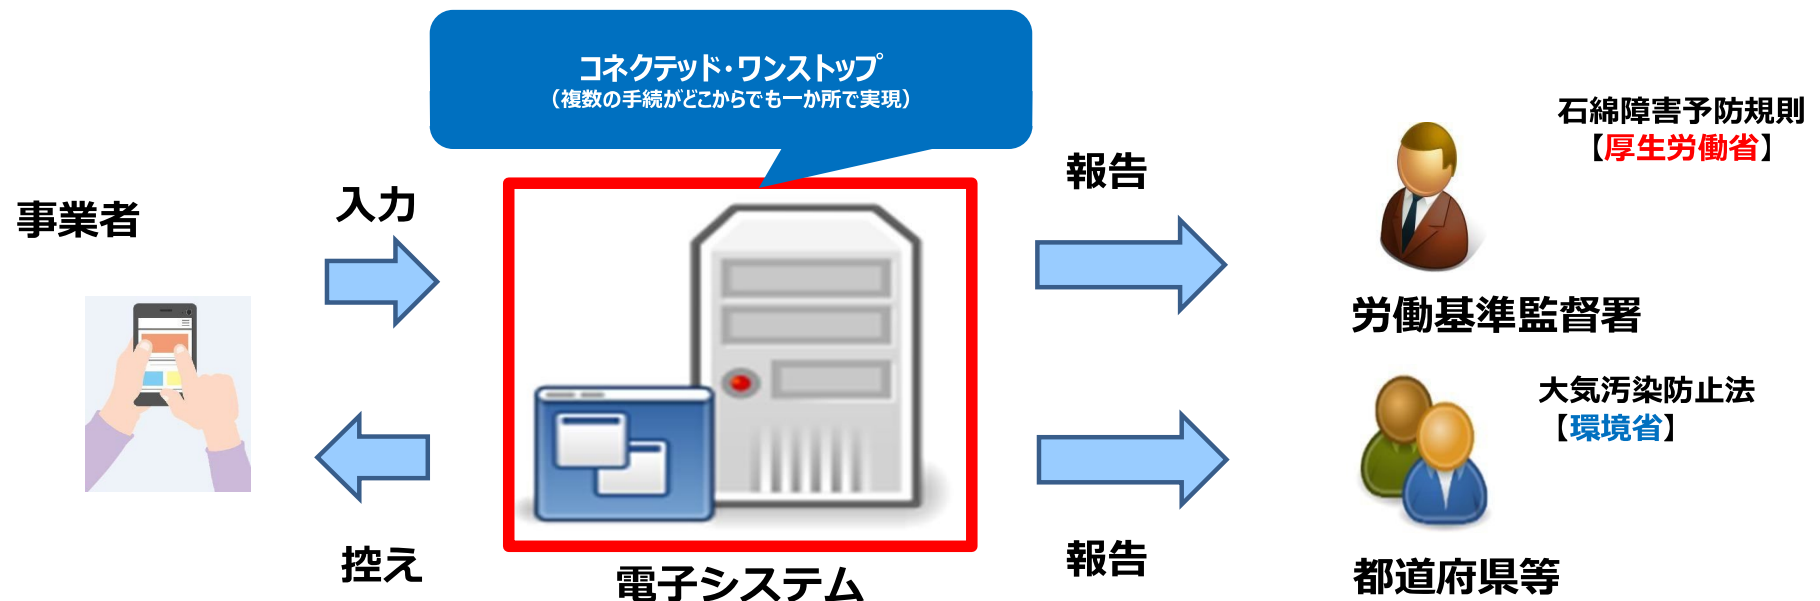 コネクテッド・ワンストップ
（複数の手続がどこからでも一か所で実現）
事業者
入力
控え
電子システム
報告
報告
石綿障害予防規則
【厚生労働省】
労働基準監督署
大気汚染防止法
【環境省】
都道府県等